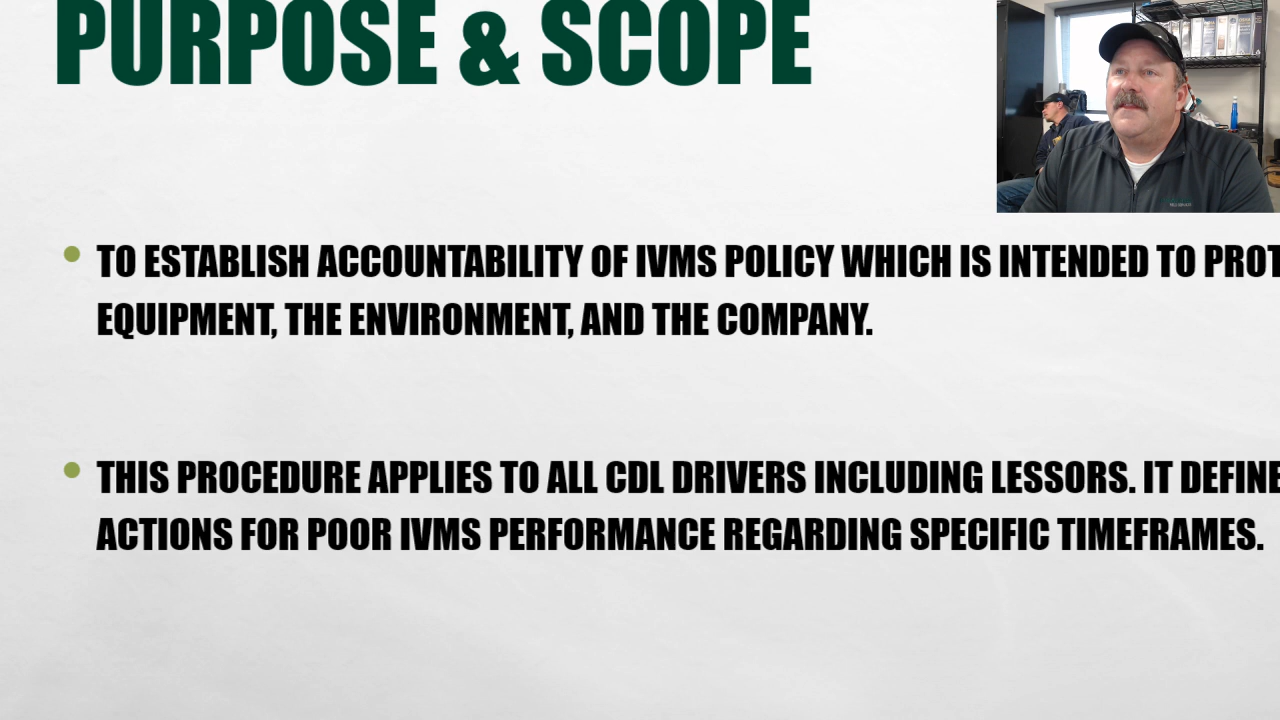 PURPOSE & SCOPE
TO ESTABLISH ACCOUNTABILITY OF IVMS POLICY WHICH IS INTENDED TO PROT
EQUIPMENT, THE ENVIRONMENT, AND THE COMPANY.
THIS PROCEDURE APPLIES TO ALL CDL DRIVERS INCLUDING LESSORS. IT DEFINE
ACTIONS FOR POOR IVMS PERFORMANCE REGARDING SPECIFIC TIMEFRAMES.